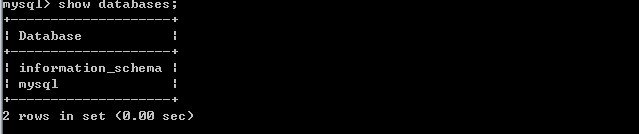 mysql> show databases;
+--------------------+
| Database           |
+--------------------+
| information_schema |
| mysql              |
+--------------------+
2 rows in set (0.00 sec)